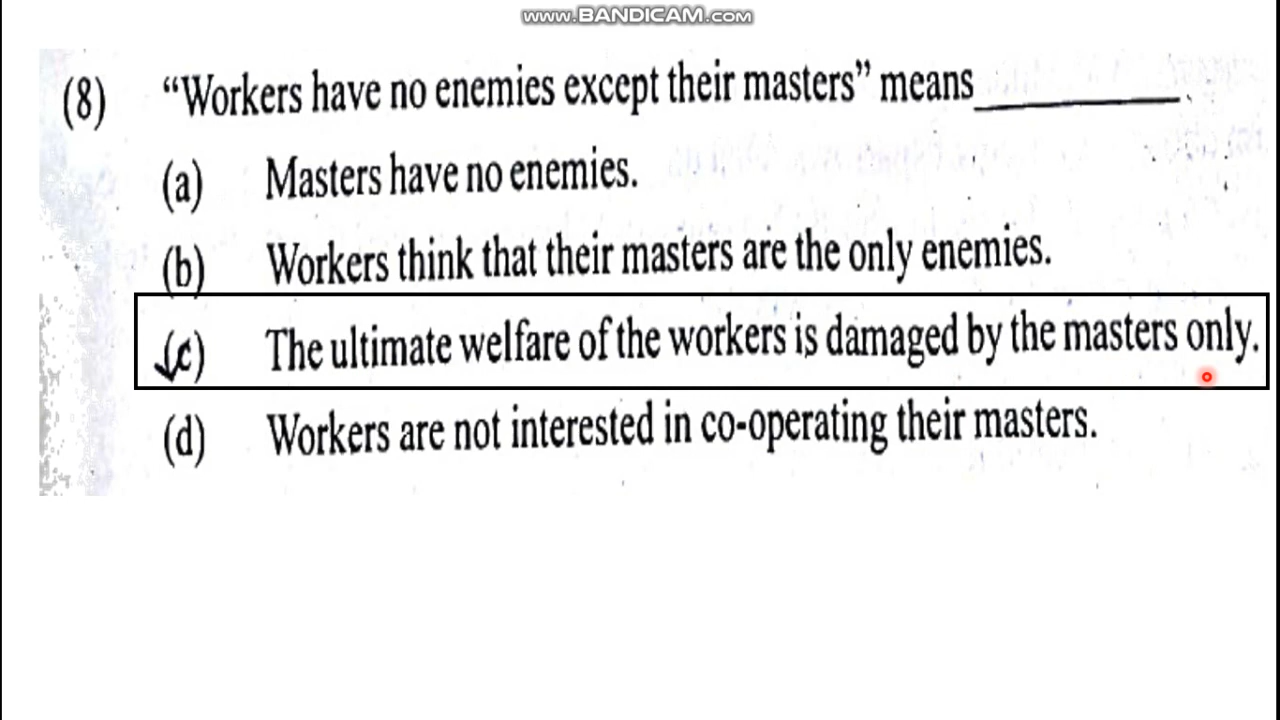 www.BANDICAM.com
(8) “Workers have no enemies except their masters” means__________.
(a) Masters have no enemies.
(b) Workers think that their masters are the only enemies.
(c) The ultimate welfare of the workers is damaged by the masters only.
(d) Workers are not interested in co-operating their masters.